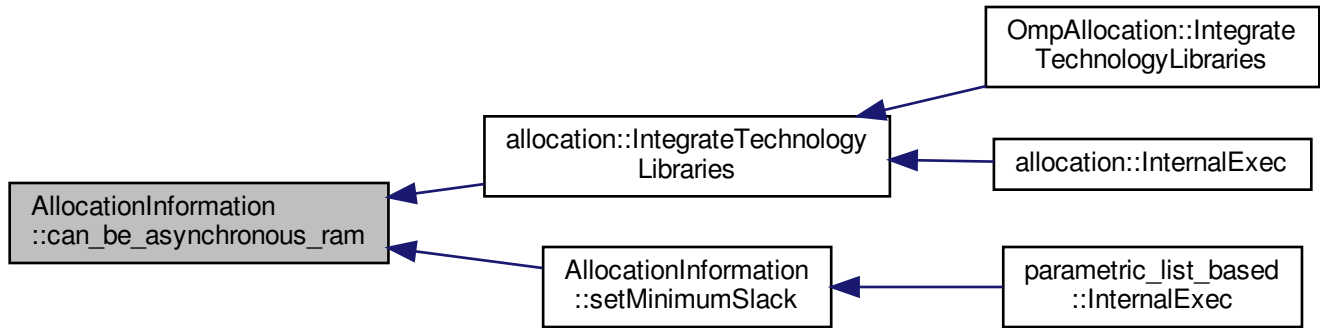 AllocationInformation
::can_be_asynchronous_ram
allocation::IntegrateTechnology
Libraries
OmpAllocation::Integrate
TechnologyLibraries
allocation::InternalExec
AllocationInformation
::setMinimumSlack
parametric_list_based
::InternalExec